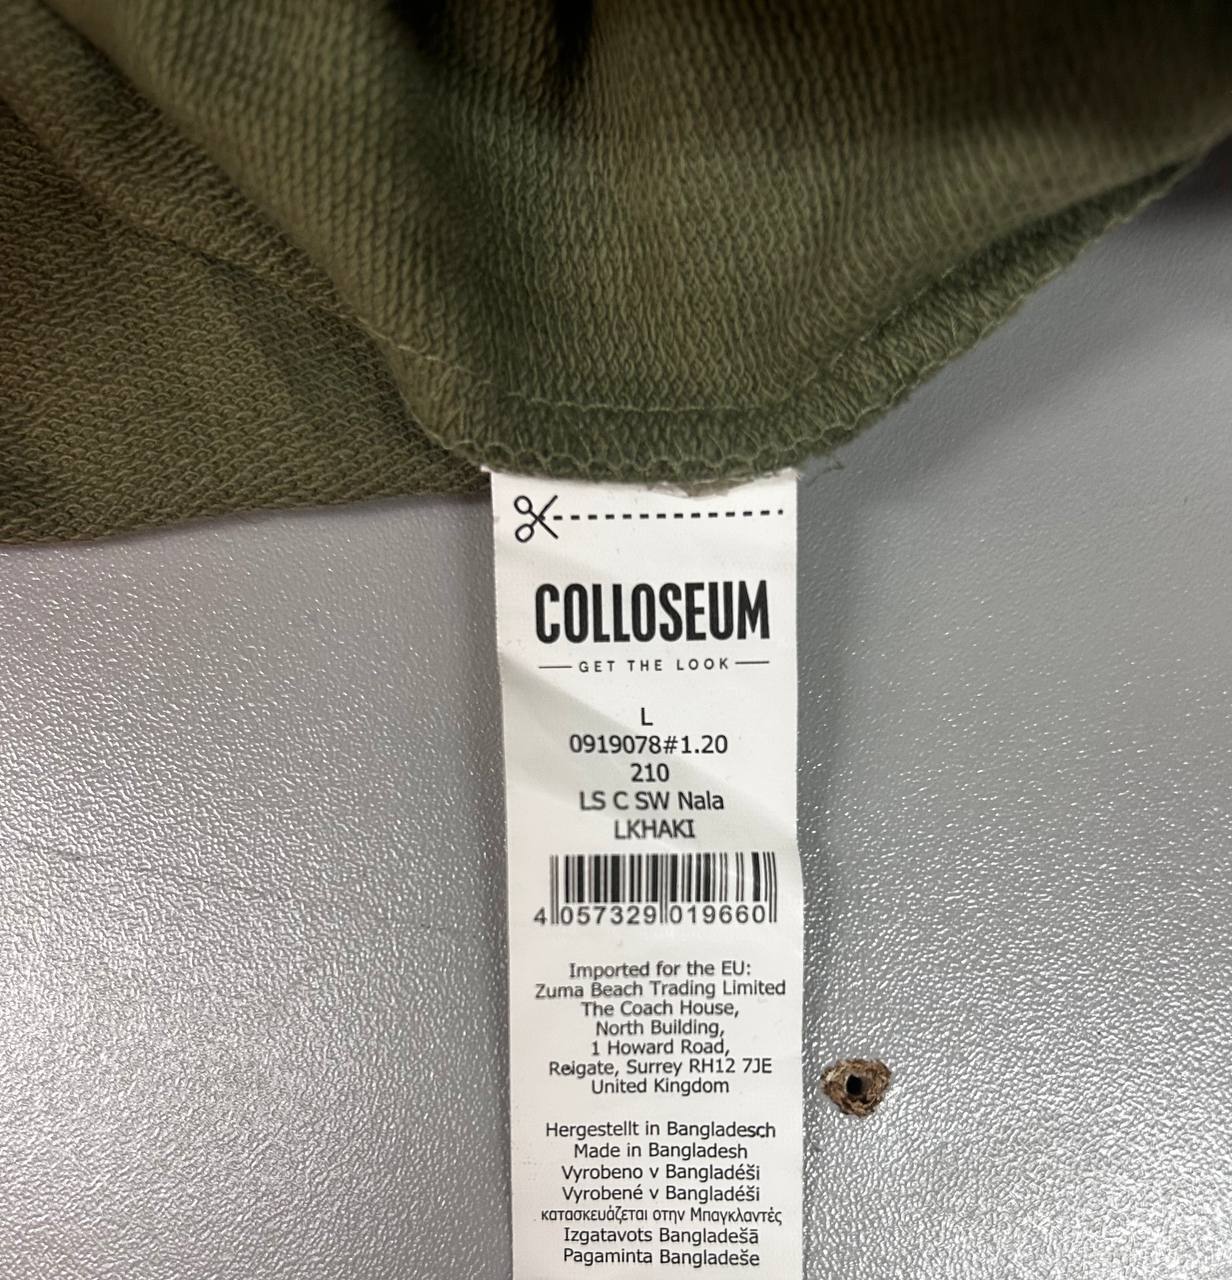 COLLOSEUM
GET THE LOOK
L
0919078#1.20
210
LS C SW Nala
LKHAKI
4 057329 019660
Imported for the EU:
Zuma Beach Trading Limited
The Coach House,
North Building,
1 Howard Road,
Reigate, Surrey RH12 7JE
United Kingdom
Hergestellt in Bangladesch
Made in Bangladesh
Vyrobeno v Bangladéši
Vyrobené v Bangladéši
κατασκευάζεται στην Μπαγκλαντές
Izgatavots Bangladešā
Pagaminta Bangladeše